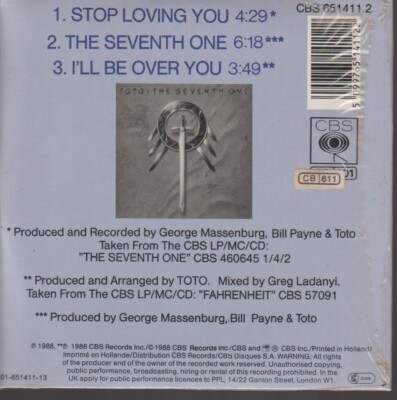 CBS 651411 2
1. STOP LOVING YOU 4:29*
2. THE SEVENTH ONE 6:18***
3. I'LL BE OVER YOU 3:49**
5 099765 141122
TOTO • THE SEVENTH ONE
CBS
CB 611
01
* Produced and Recorded by George Massenburg, Bill Payne & Toto
Taken From The CBS LP/MC/CD:
"THE SEVENTH ONE" CBS 460645 1/4/2
** Produced and Arranged by TOTO. Mixed by Greg Ladanyi.
Taken From The CBS LP/MC/CD: "FAHRENHEIT" CBS 57091
*** Produced by George Massenburg, Bill Payne & Toto
℗ 1988, **℗ 1986 CBS Records Inc./© 1988 CBS Records Inc./CBS and are trademarks of CBS Inc./Printed in Holland/
Imprimé en Hollande/Distribution CBS Records/CBS Disques S.A. WARNING: All rights of the
producer and of the owner of the recorded work reserved. Unauthorised copying,
public performance, broadcasting, hiring or rental of this recording prohibited. In the
UK apply for public performance licences to PPL, 14/22 Ganton Street, London W1.
01-651411-13